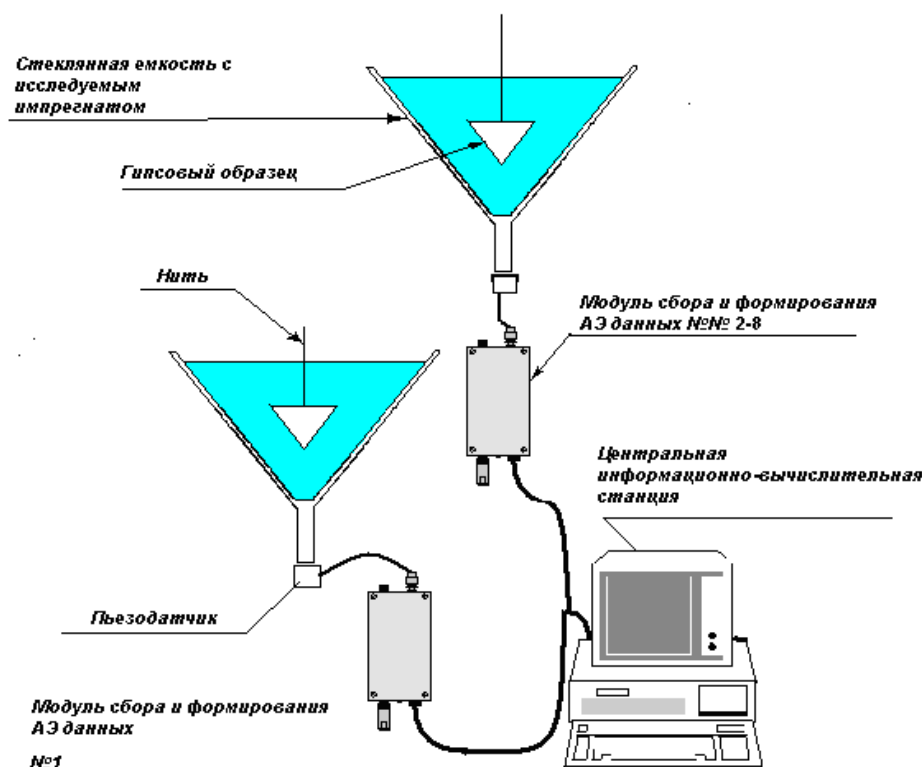 Стеклянная емкость с
исследуемым
импрегнатом
Гипсовый образец
Нить
Модуль сбора и формирования
АЭ данных №№ 2-8
Центральная
информационно-вычислительная
станция
Пьезодатчик
Модуль сбора и формирования
АЭ данных
№1